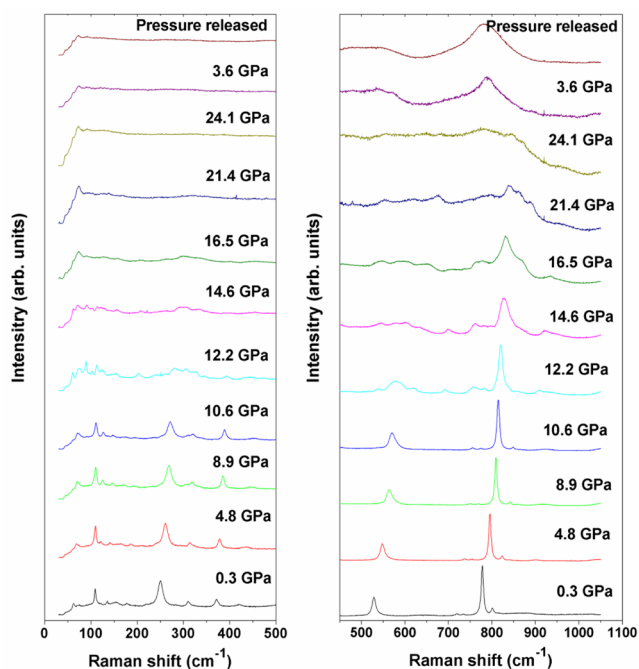 Pressure released
3.6 GPa
24.1 GPa
21.4 GPa
16.5 GPa
14.6 GPa
12.2 GPa
10.6 GPa
8.9 GPa
4.8 GPa
0.3 GPa
Intensitry (arb. units)
0 100 200 300 400 500
Raman shift (cm-1)
Pressure released
3.6 GPa
24.1 GPa
21.4 GPa
16.5 GPa
14.6 GPa
12.2 GPa
10.6 GPa
8.9 GPa
4.8 GPa
0.3 GPa
Intensitry (arb. units)
500 600 700 800 900 1000 1100
Raman shift (cm-1)